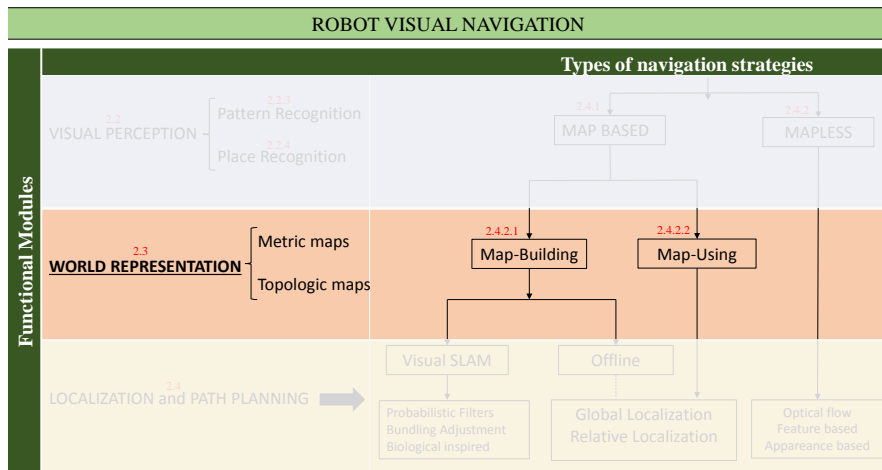 ROBOT VISUAL NAVIGATION
Functional Modules
Types of navigation strategies
2.2
VISUAL PERCEPTION
2.2.3
Pattern Recognition
2.2.4
Place Recognition
2.4.1
MAP BASED
2.4.2
MAPLESS
2.3
WORLD REPRESENTATION
Metric maps
Topologic maps
2.4.2.1
Map-Building
2.4.2.2
Map-Using
2.4
LOCALIZATION and PATH PLANNING
Visual SLAM
Offline
Probabilistic Filters
Bundling Adjustment
Biological inspired
Global Localization
Relative Localization
Optical flow
Feature based
Appareance based